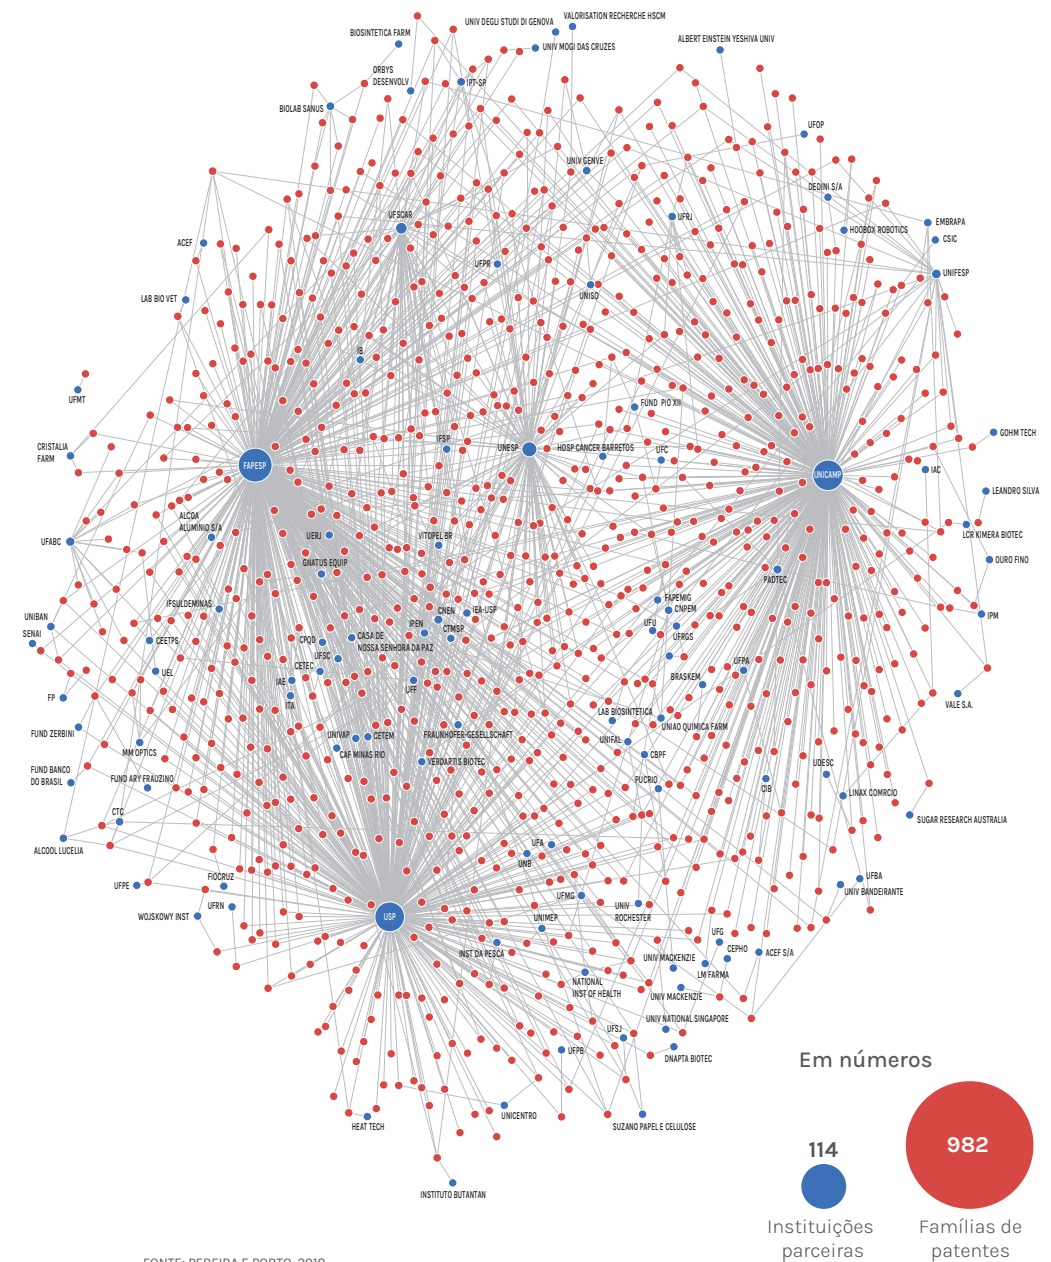 VALORISATION RECHERCHE HSCM
UNIV DEGLI STUDI DI GENOVA
BIOSINTETICA FARM
ALBERT EINSTEIN YESHIVA UNIV
UNIV MOGI DAS CRUZES
ORBYS
DESENVOLV
IPT-SP
BIOLAB SANUS
UFOP
UNIV GENVE
DEDINI S/A
UFSCAR
UFRJ
EMBRAPA
HOOBOX ROBOTICS
CSIC
ACEF
UFPR
UNIFESP
LAB BIO VET
UNISO
IB
UFMT
FUND PIO XII
GOHM TECH
CRISTALIA
FARM
IFSP
UNESP
HOSP CANCER BARRETOS
UFC
FAPESP
UNICAMP
IAC
LEANDRO SILVA
ALCOA
ALUMINIO S/A
UERJ
VITOPEL BR
LCR KIMERA BIOTEC
UFABC
GNATUS EQUIP
OURO FINO
PADTEC
FAPEMIG
IFSULDEMINAS
CNEN
IEA-USP
CNPEM
UNIBAN
IPM
IPEN
CTMSP
UFU
SENAI
CEETPS
CPQD
CASA DE
NOSSA SENHORA DA PAZ
UFRGS
UFSC
CETEC
UFPA
UEL
BRASKEM
IAE
UFF
FP
ITA
VALE S.A.
LAB BIOSINTETICA
UNIAO QUIMICA FARM
FUND ZERBINI
UNIVAP
CETEM
FRAUNHOFER-GESELLSCHAFT
UNIFAL
MM OPTICS
CAF MINAS RIO
CBPF
VERDARTIS BIOTEC
UDESC
FUND BANCO
DO BRASIL
FUND ARY FRAUZINO
PUCRIO
CIB
LINAX COMRCIO
CTC
SUGAR RESEARCH AUSTRALIA
ALCOOL LUCELIA
UFA
UNB
FIOCRUZ
UFBA
UFPE
UNIV BANDEIRANTE
UFMG
UFRN
UNIV
ROCHESTER
WOJSKOWY INST
UNIMEP
USP
UFG
INST DA PESCA
CEPHO
ACEF S/A
UNIV MACKENZIE
LM FARMA
NATIONAL
INST OF HEALTH
UNIV MACKENZIE
UNIV NATIONAL SINGAPORE
UFSJ
UFPB
DNAPTA BIOTEC
UNICENTRO
HEAT TECH
SUZANO PAPEL E CELULOSE
INSTITUTO BUTANTAN
Em números
114
982
Instituições
parceiras
Famílias de
patentes
FONTE: PEREIRA E PORTO, 2018